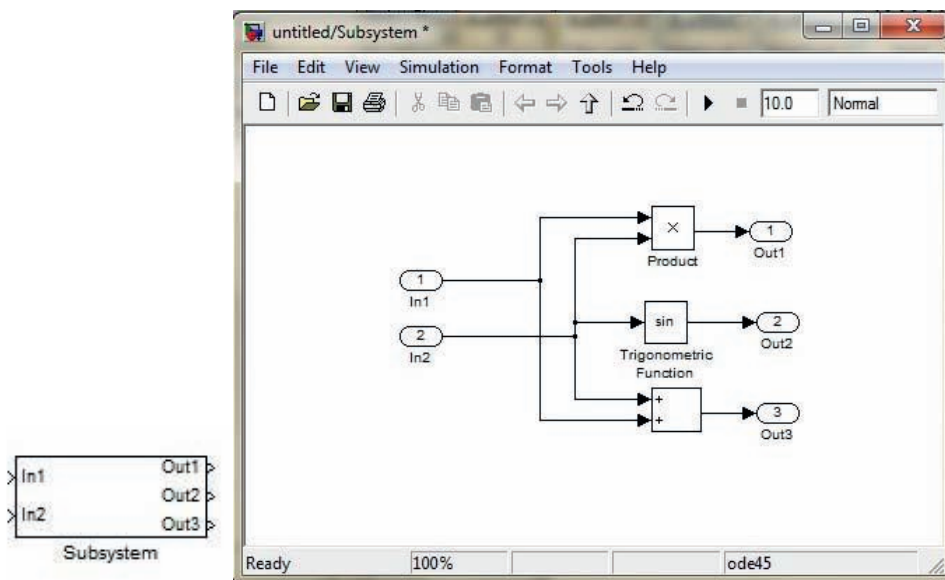 untitled/Subsystem *
File Edit View Simulation Format Tools Help
10.0 Normal
×
Product
1
Out1
1
In1
sin
Trigonometric
Function
2
Out2
2
In2
+
+
3
Out3
In1
In2
Out1
Out2
Out3
Subsystem
Ready 100% ode45